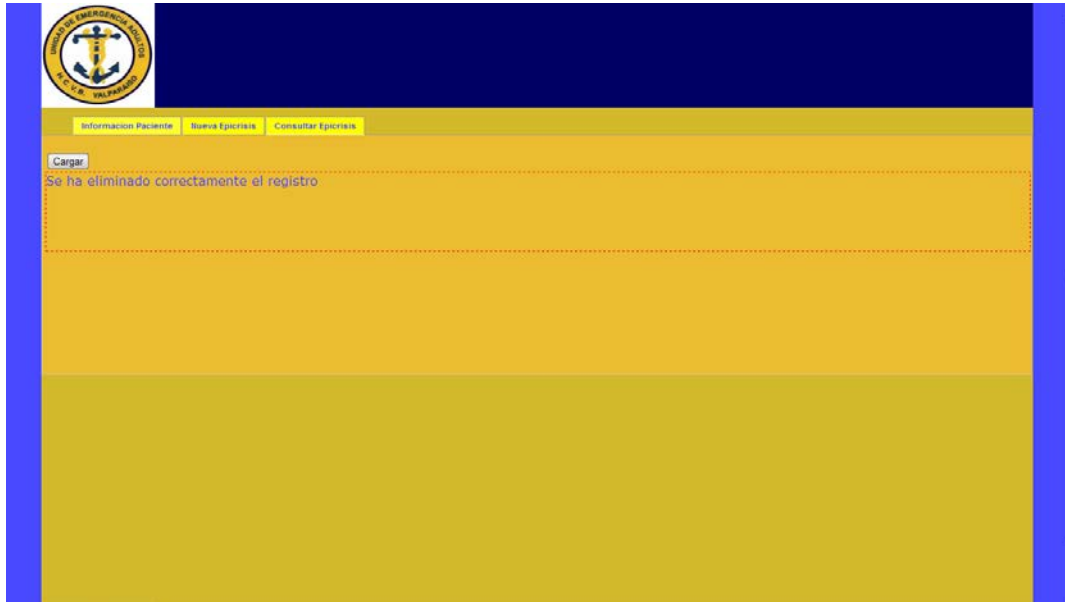 UNIDAD DE EMERGENCIA ADULTOS
H.C.V.B. VALPARAISO
Informacion Paciente
Nueva Epicrisis
Consultar Epicrisis
Cargar
Se ha eliminado correctamente el registro